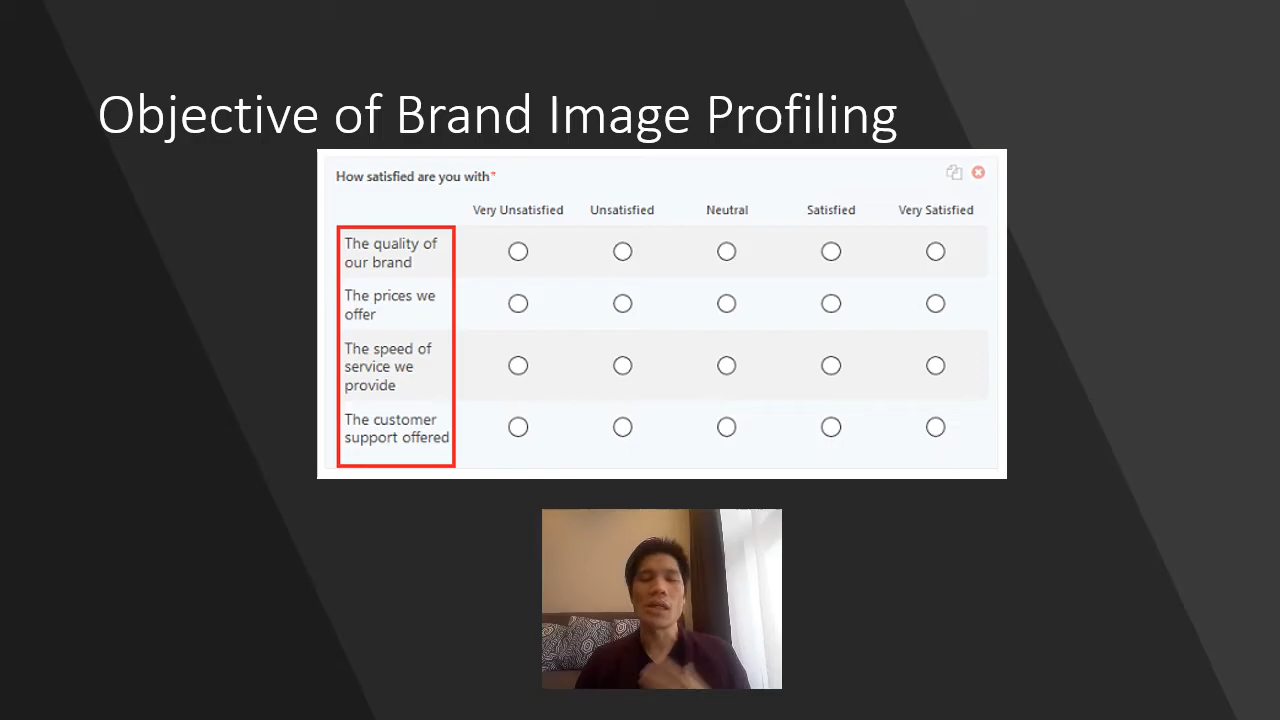 Objective of Brand Image Profiling
How satisfied are you with*
Very Unsatisfied Unsatisfied Neutral Satisfied Very Satisfied
The quality of
our brand
The prices we
offer
The speed of
service we
provide
The customer
support offered